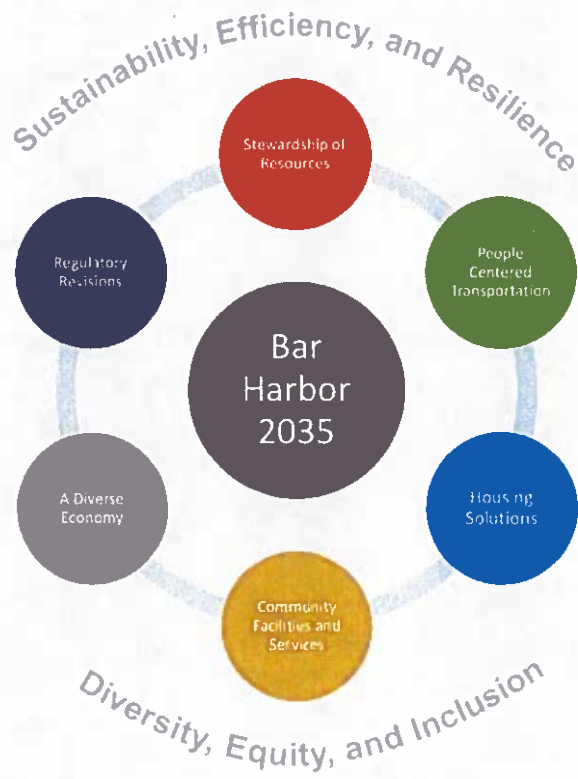 Sustainability, Efficiency, and Resilience
Stewardship of
Resources
Regulatory
Revisions
People
Centered
Transportation
Bar
Harbor
2035
A Diverse
Economy
Housing
Solutions
Community
Facilities and
Services
Diversity, Equity, and Inclusion